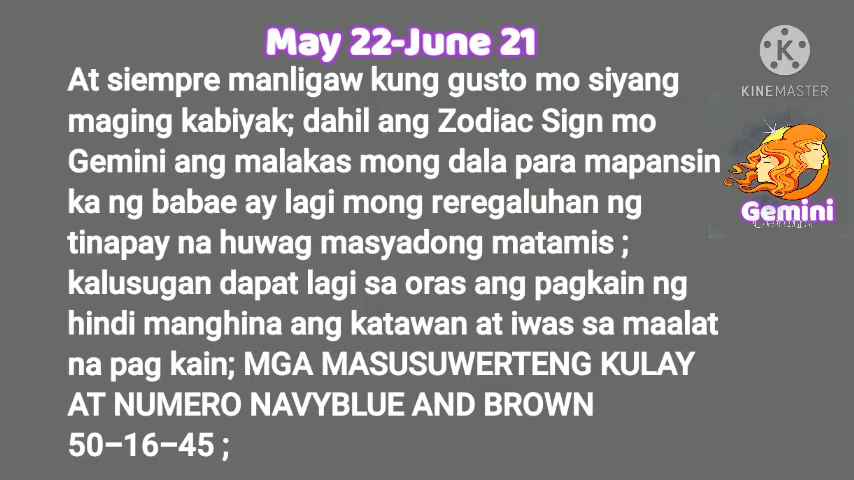 May 22-June 21
At siempre manligaw kung gusto mo siyang
maging kabiyak; dahil ang Zodiac Sign mo
Gemini ang malakas mong dala para mapansin
ka ng babae ay lagi mong reregaluhan ng
tinapay na huwag masyadong matamis ;
kalusugan dapat lagi sa oras ang pagkain ng
hindi manghina ang katawan at iwas sa maalat
na pag kain; MGA MASUSUWERTENG KULAY
AT NUMERO NAVYBLUE AND BROWN
50–16–45 ;
K
KINEMASTER
Gemini